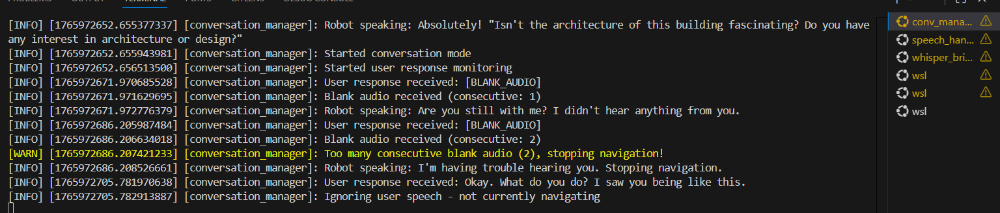 PROBLEMS OUTPUT TERMINAL PORTS GITLENS DEBUG CONSOLE
[INFO] [1765972652.655377337] [conversation_manager]: Robot speaking: Absolutely! "Isn't the architecture of this building fascinating? Do you have
any interest in architecture or design?"
[INFO] [1765972652.655943981] [conversation_manager]: Started conversation mode
[INFO] [1765972652.656513500] [conversation_manager]: Started user response monitoring
[INFO] [1765972671.970685528] [conversation_manager]: User response received: [BLANK_AUDIO]
[INFO] [1765972671.971629695] [conversation_manager]: Blank audio received (consecutive: 1)
[INFO] [1765972671.972776379] [conversation_manager]: Robot speaking: Are you still with me? I didn't hear anything from you.
[INFO] [1765972686.205987484] [conversation_manager]: User response received: [BLANK_AUDIO]
[INFO] [1765972686.206634018] [conversation_manager]: Blank audio received (consecutive: 2)
[WARN] [1765972686.207421233] [conversation_manager]: Too many consecutive blank audio (2), stopping navigation!
[INFO] [1765972686.208526661] [conversation_manager]: Robot speaking: I'm having trouble hearing you. Stopping navigation.
[INFO] [1765972705.781970638] [conversation_manager]: User response received: Okay. What do you do? I saw you being like this.
[INFO] [1765972705.782913887] [conversation_manager]: Ignoring user speech - not currently navigating
conv_mana...
speech_han...
whisper_bri...
wsl
wsl
wsl